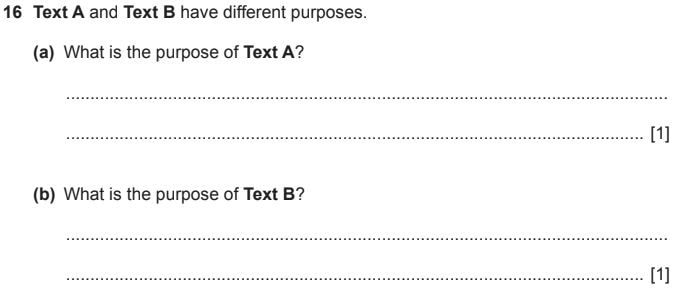 16 Text A and Text B have different purposes.
(a) What is the purpose of Text A?
..........................................................................................................................
..................................................................................................................... [1]
(b) What is the purpose of Text B?
..........................................................................................................................
..................................................................................................................... [1]